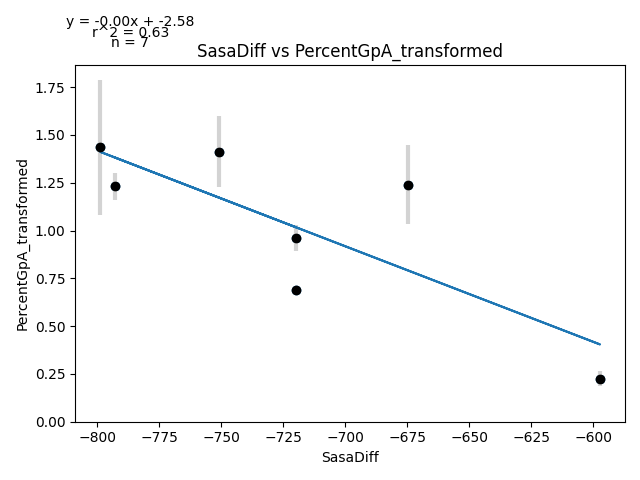 y = -0.00x + -2.58
r^2 = 0.63
n = 7
SasaDiff vs PercentGpA_transformed
PercentGpA_transformed
1.75
1.50
1.25
1.00
0.75
0.50
0.25
0.00
−800
−775
−750
−725
−700
−675
−650
−625
−600
SasaDiff